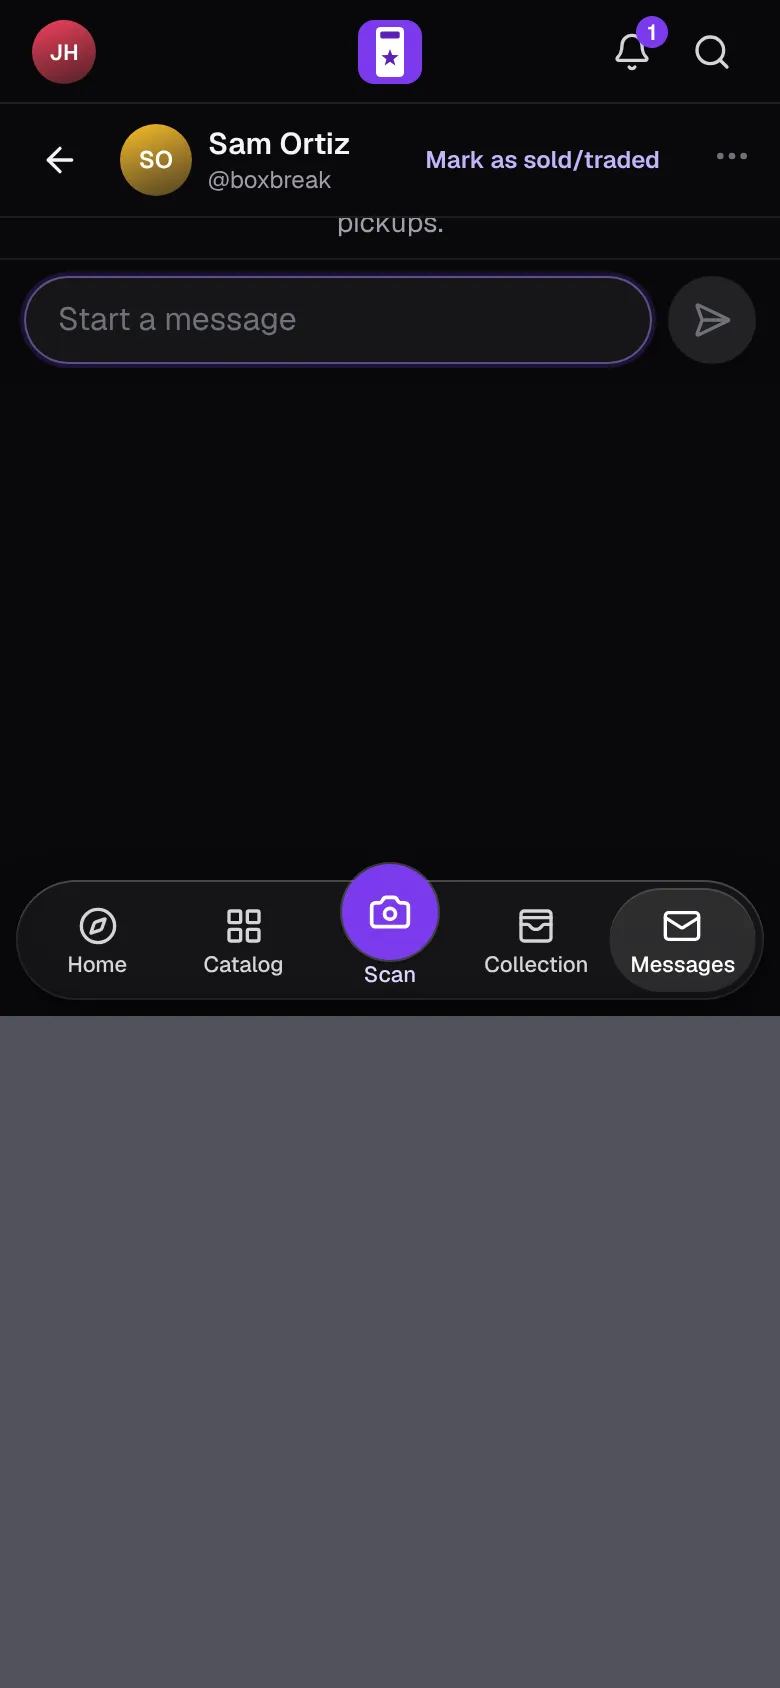 JH
1
SO
Sam Ortiz
@boxbreak
Mark as sold/traded
pickups.
Start a message
Home
Catalog
Scan
Collection
Messages